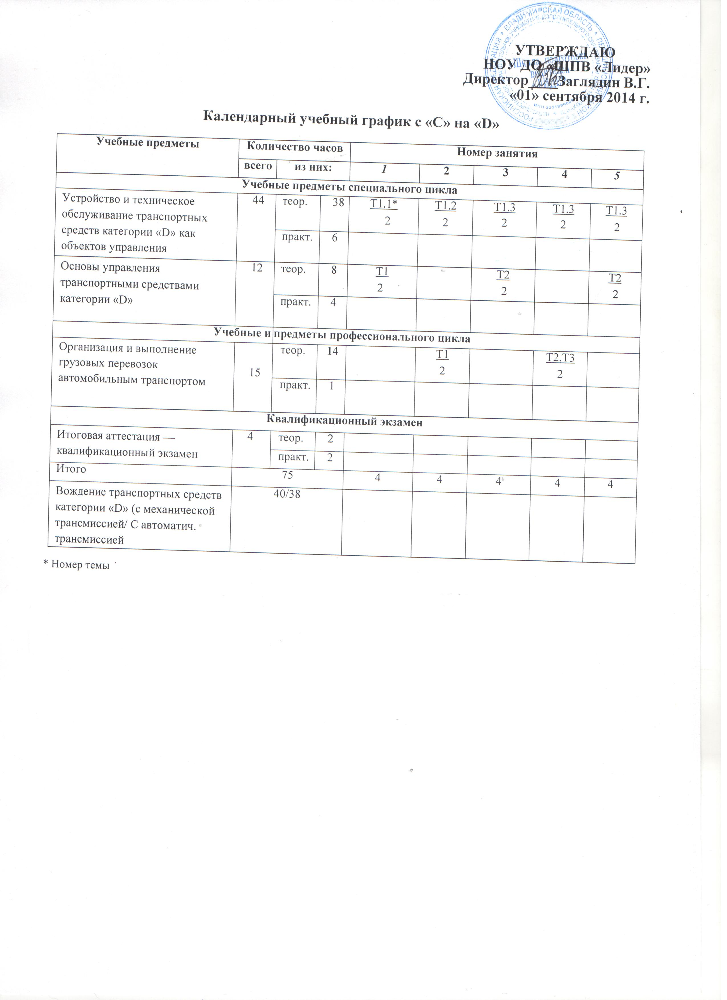 УТВЕРЖДАЮ
НОУ ДО «ШПВ «Лидер»
Директор Заглядин В.Г.
«01» сентября 2014 г.
ВЛАДИМИРСКАЯ ОБЛАСТЬ
Календарный учебный график с «С» на «D»
Учебные предметы
Количество часов
Номер занятия
всего из них: 1 2 3 4 5
Учебные предметы специального цикла
Устройство и техническое
обслуживание транспортных
средств категории «D» как
объектов управления
44 теор. 38 Т1.1* Т1.2 Т1.3 Т1.3 Т1.3
2 2 2 2 2
практ. 6
Основы управления
транспортными средствами
категории «D»
12 теор. 8 Т1 Т2 Т2
2 2 2
практ. 4
Учебные и предметы профессионального цикла
Организация и выполнение
грузовых перевозок
автомобильным транспортом
15
теор. 14 Т1 Т2,Т3
2 2
практ. 1
Квалификационный экзамен
Итоговая аттестация —
квалификационный экзамен
4 теор. 2
практ. 2
Итого 75 4 4 4 4 4
Вождение транспортных средств
категории «D» (с механической
трансмиссией/ С автоматич.
трансмиссией
40/38
* Номер темы